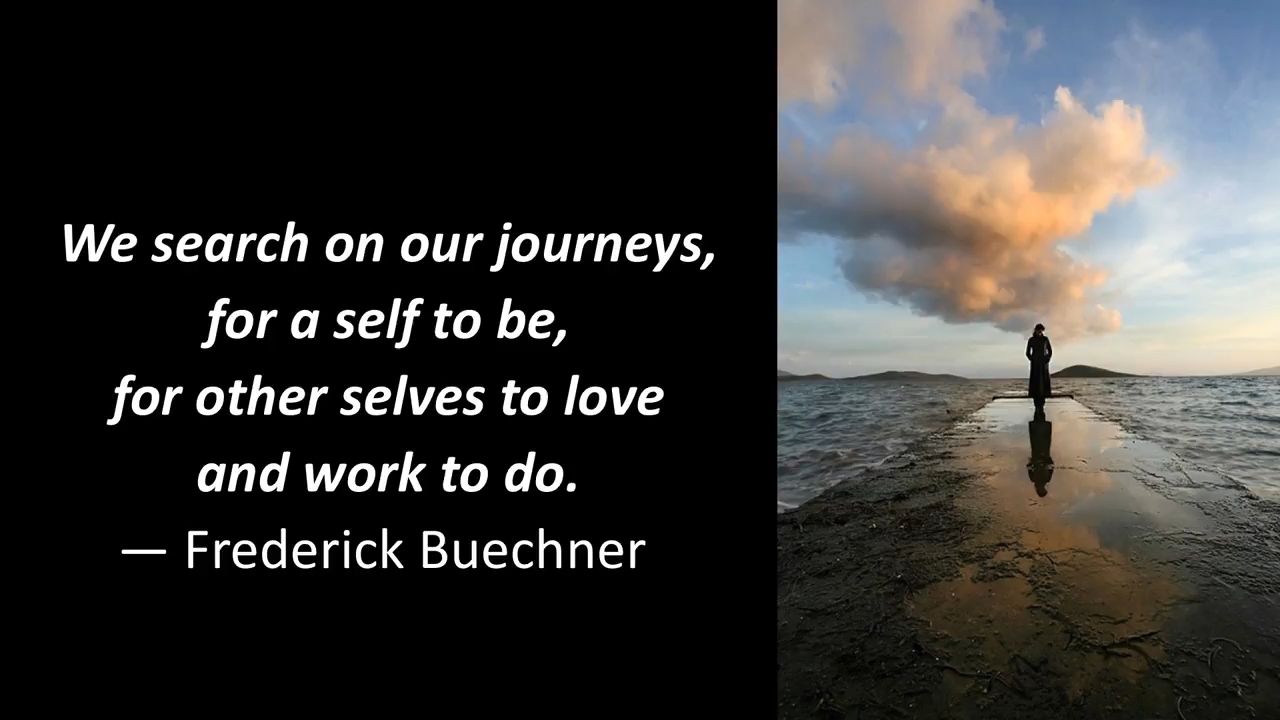 We search on our journeys,
for a self to be,
for other selves to love
and work to do.
— Frederick Buechner